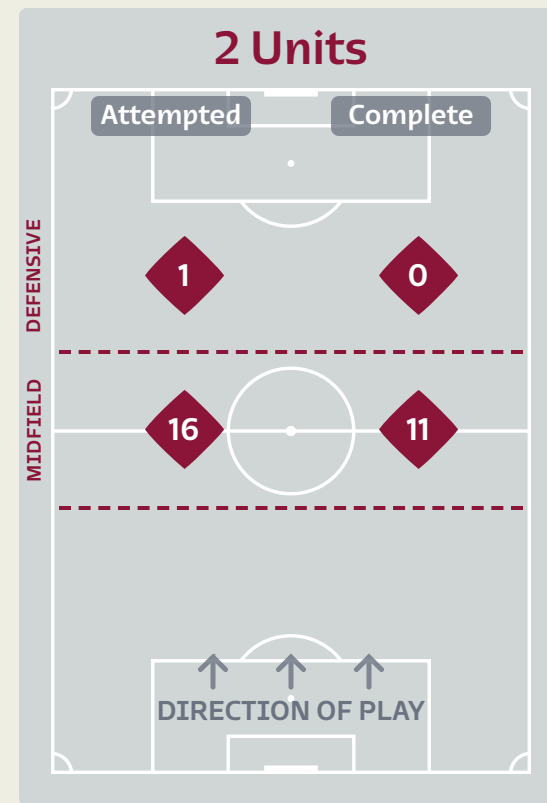 2 Units
Attempted Complete
DEFENSIVE
1 0
MIDFIELD
16 11
DIRECTION OF PLAY